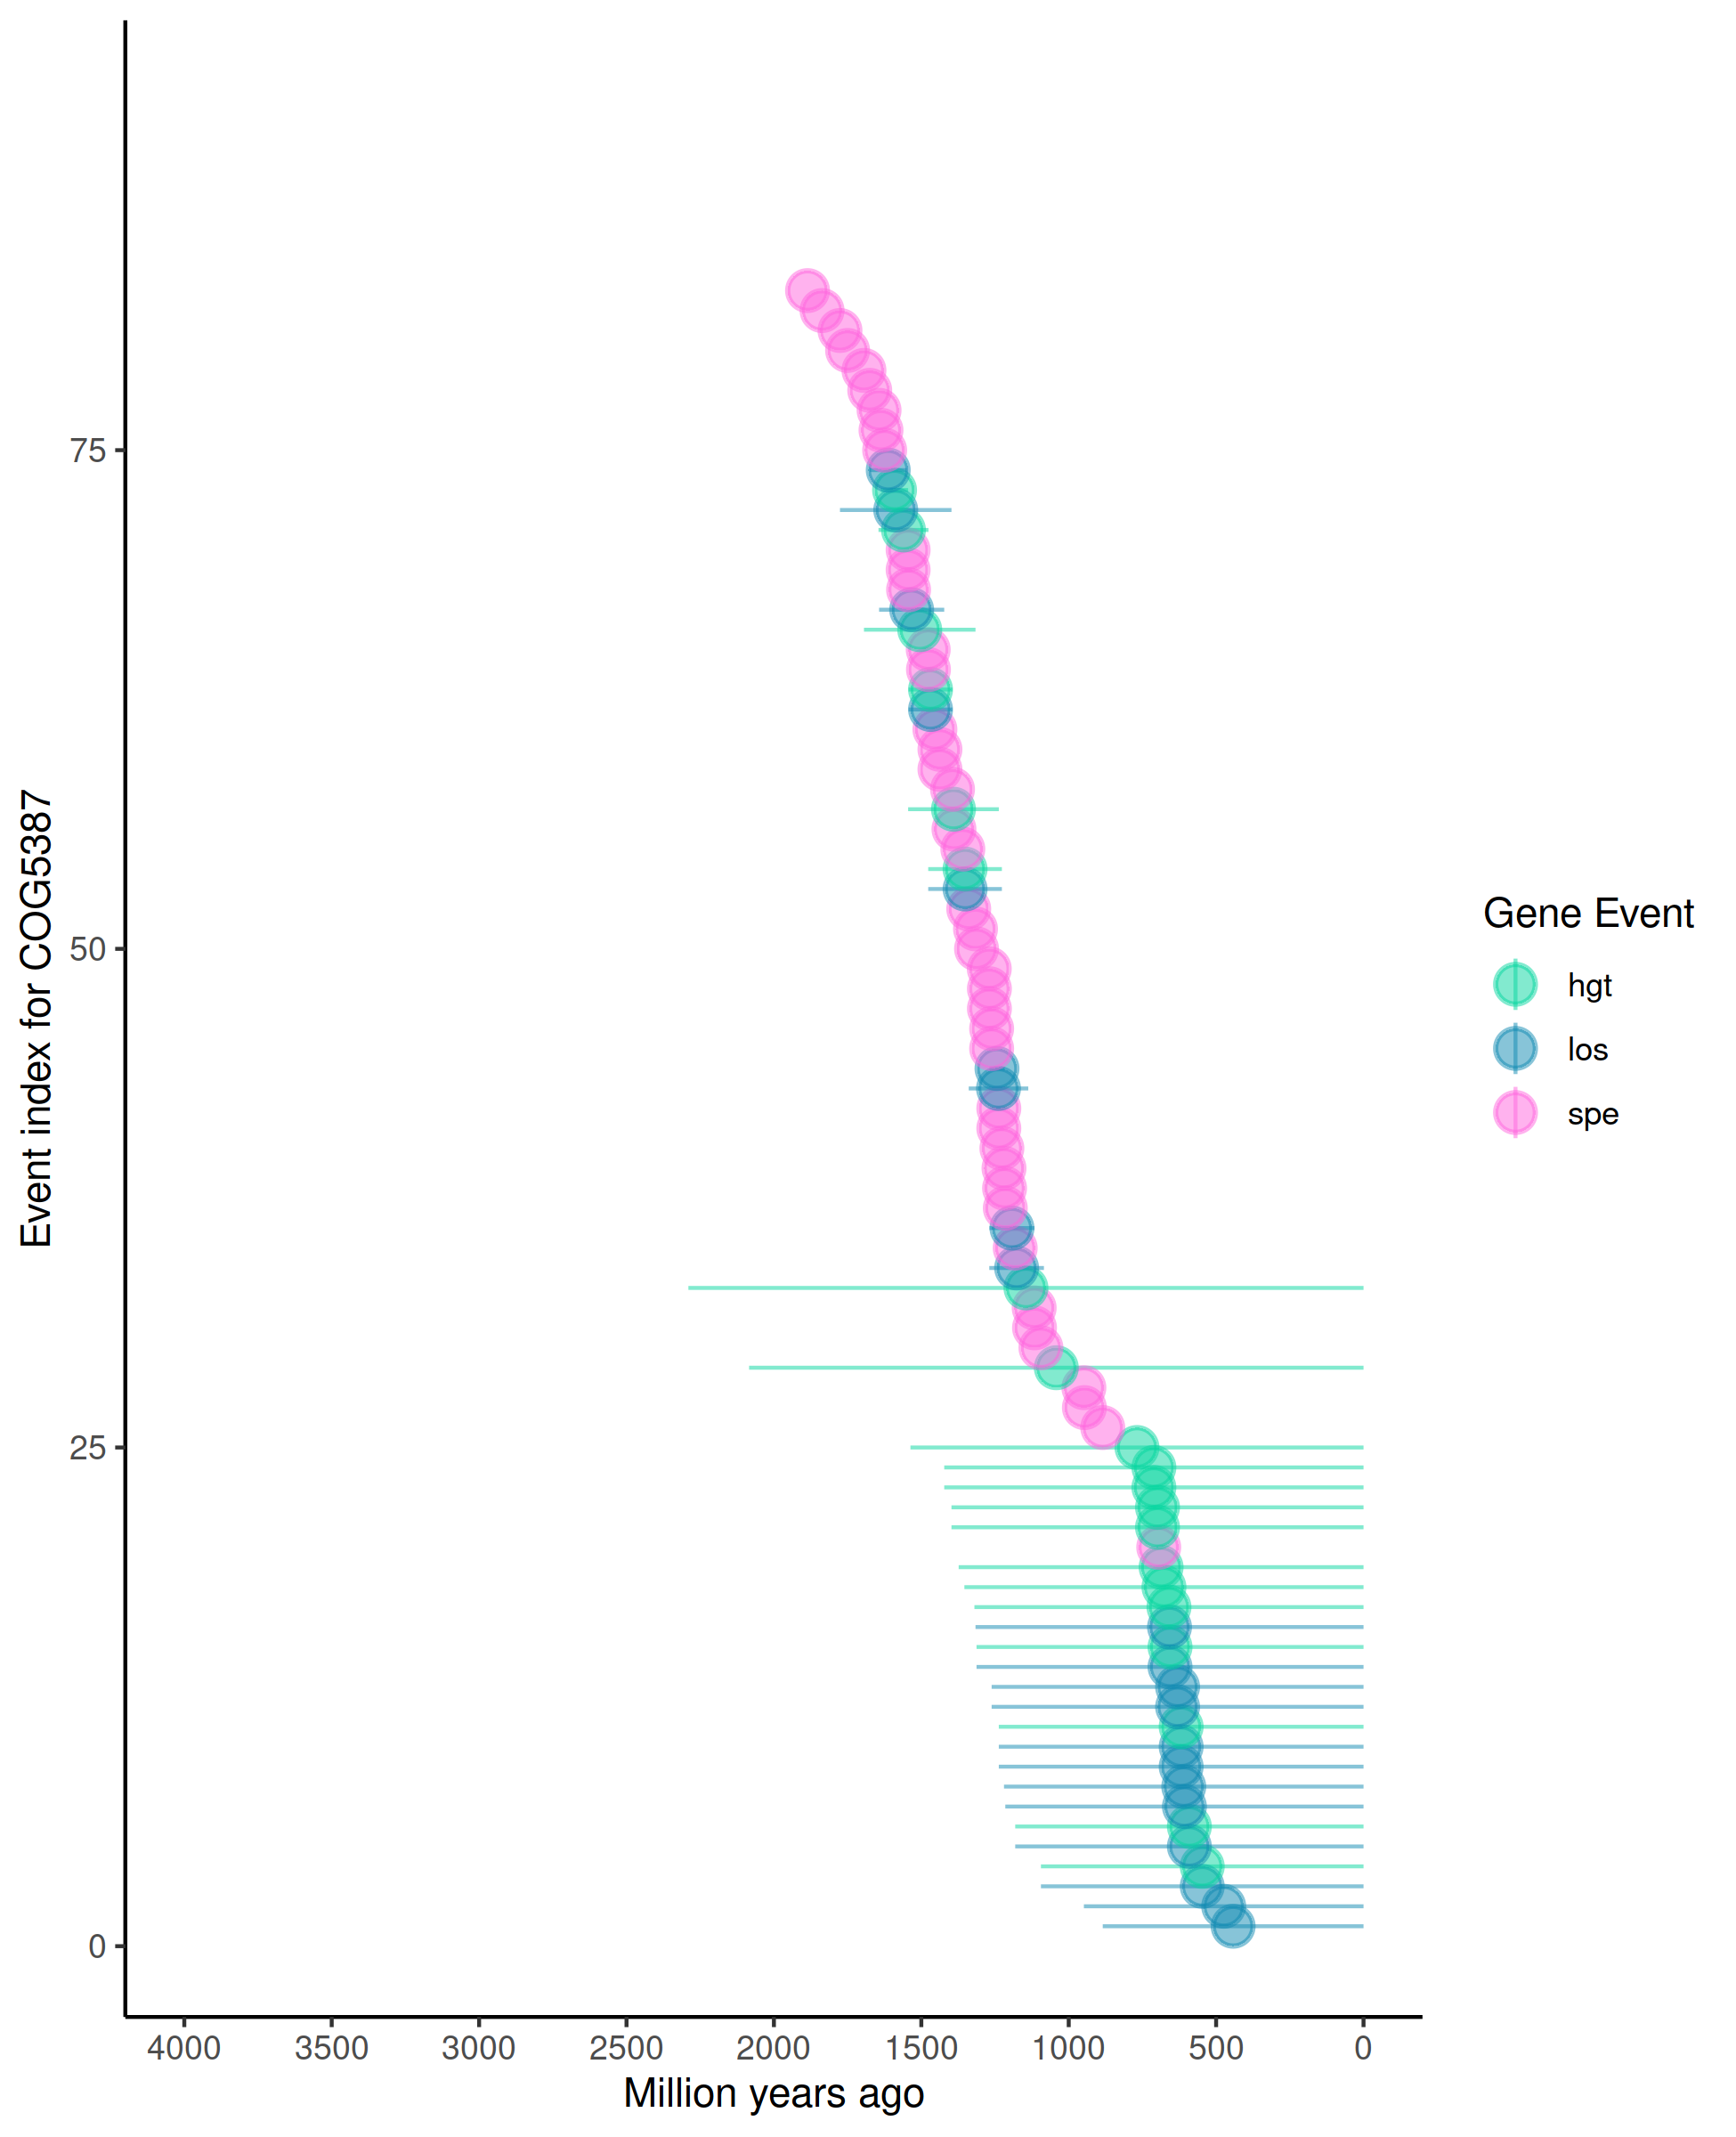 75
50
25
0
Event index for COG5387
4000 3500 3000 2500 2000 1500 1000 500 0
Million years ago
Gene Event
hgt
los
spe